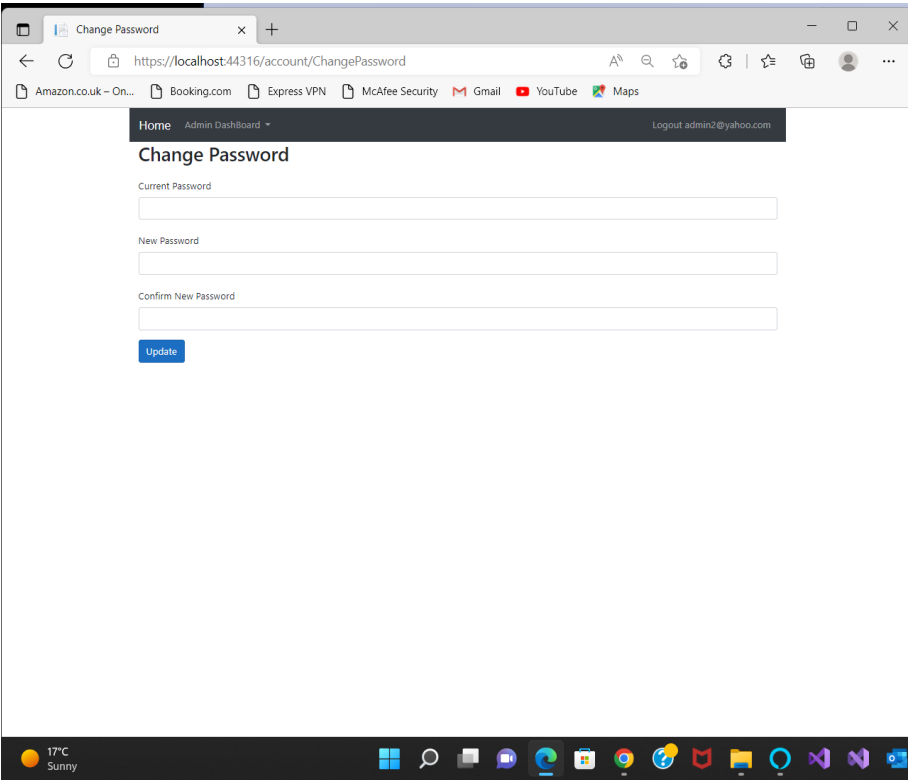 Change Password
https://localhost:44316/account/ChangePassword
Amazon.co.uk – On... Booking.com Express VPN McAfee Security Gmail YouTube Maps
Home Admin DashBoard Logout admin2@yahoo.com
Change Password
Current Password
New Password
Confirm New Password
Update
17°C
Sunny